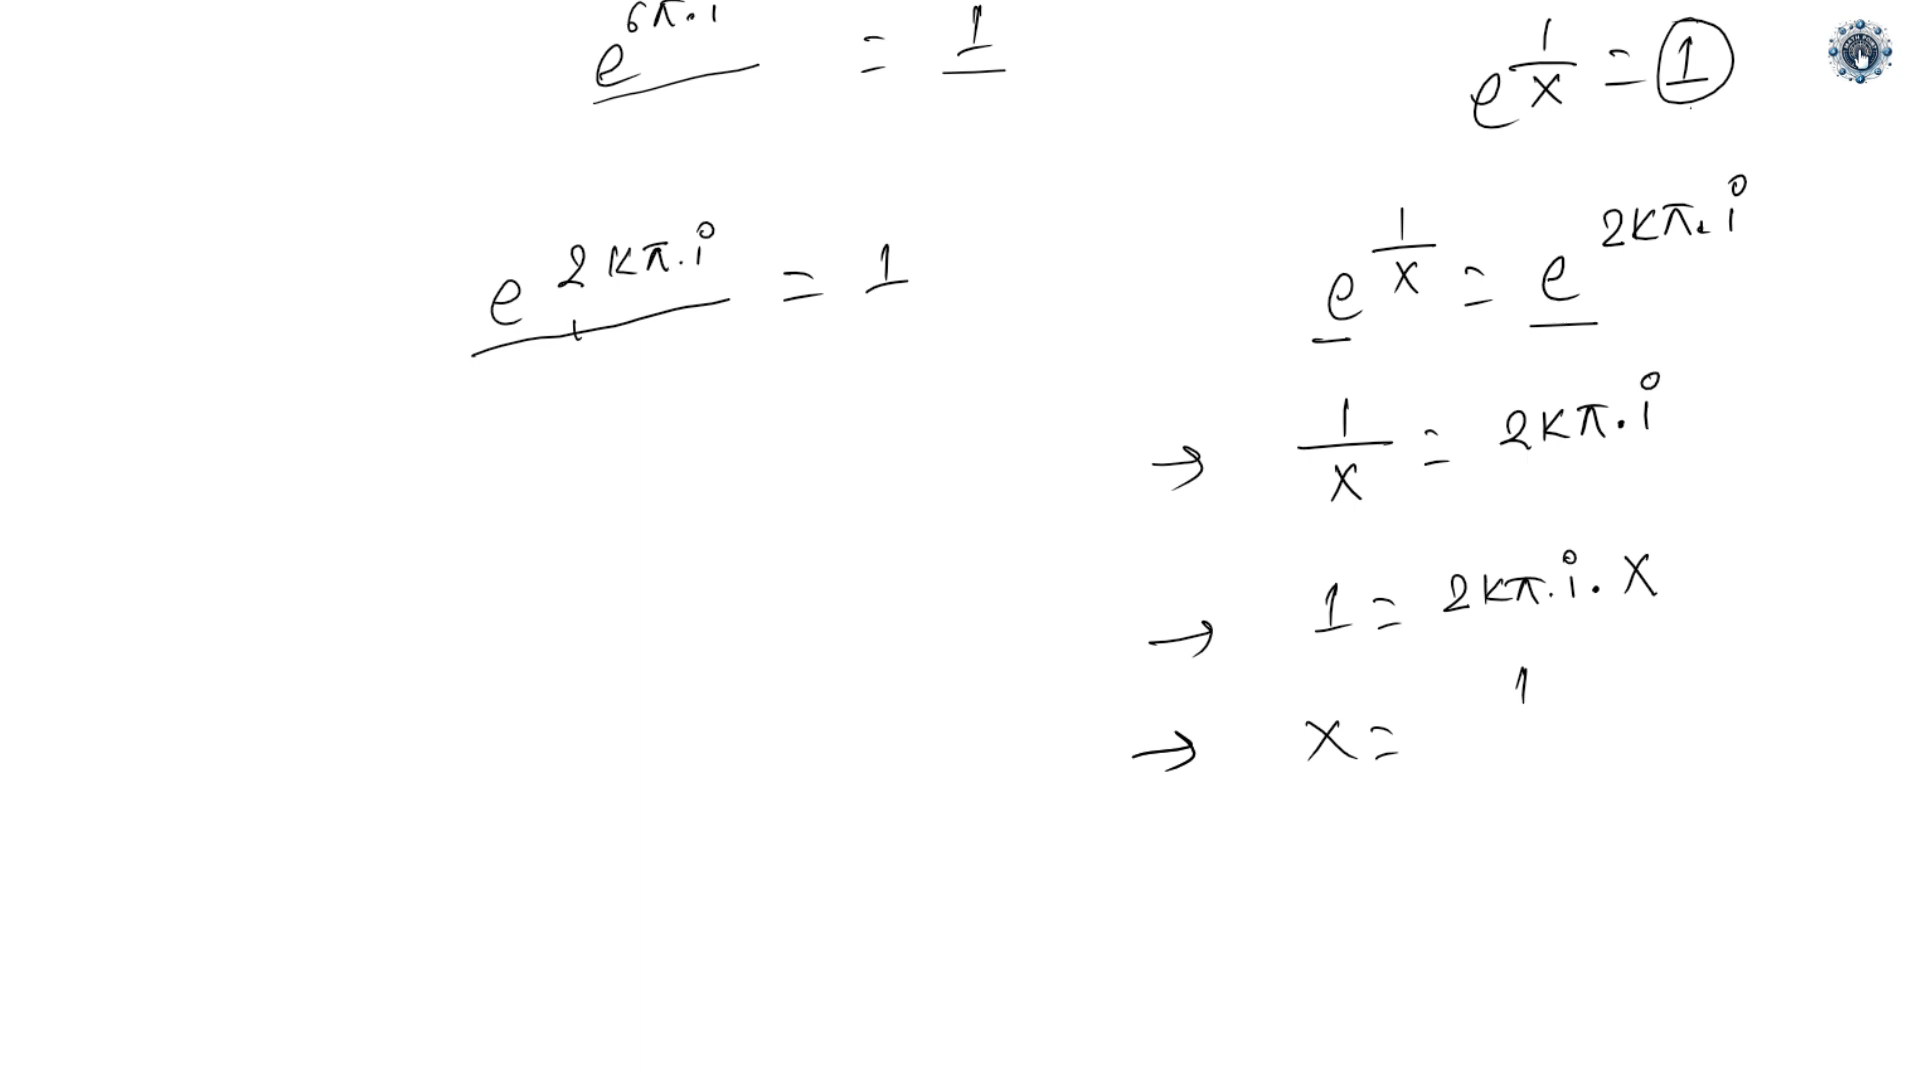 e^{6π.i} = 1
e^{2kπ.i} = 1
e^{1/x} = 1
e^{1/x} = e^{2kπ.i}
→ 1/x = 2kπ.i
→ 1 = 2kπ.i.x
→ x = 1